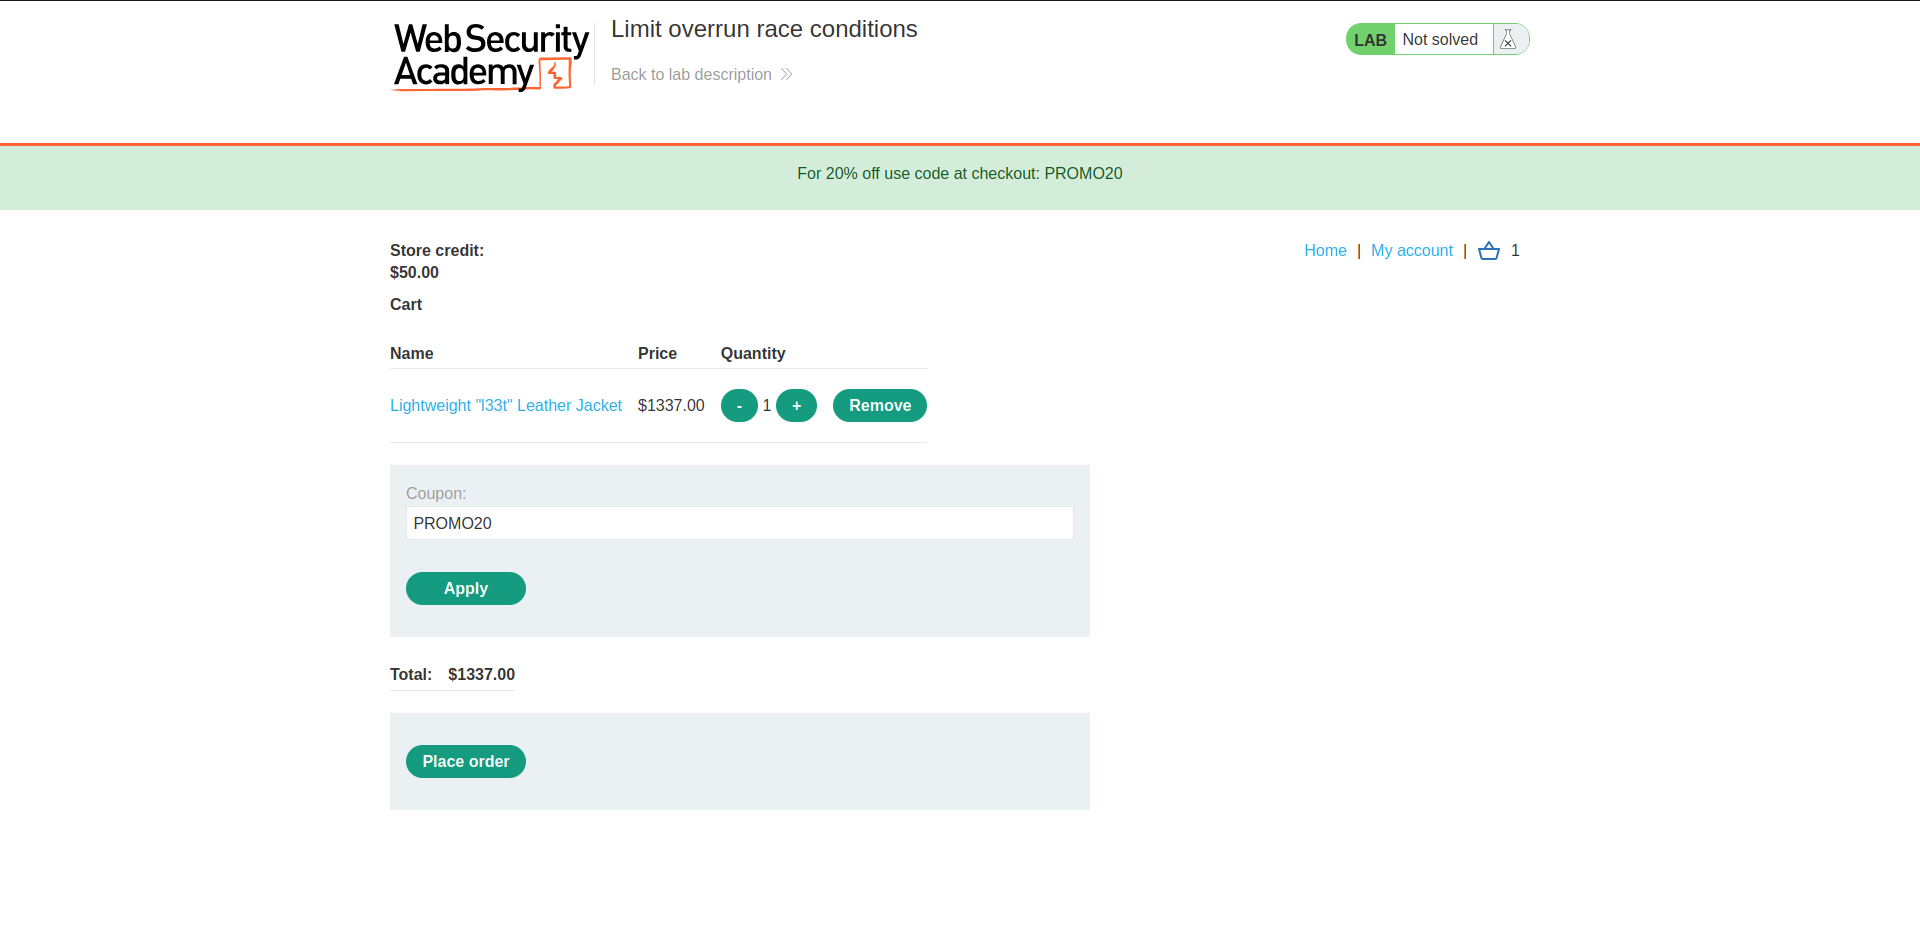 Web Security
Academy
Limit overrun race conditions
Back to lab description
LAB Not solved
For 20% off use code at checkout: PROMO20
Store credit:
$50.00
Home | My account | 1
Cart
Name Price Quantity
Lightweight "l33t" Leather Jacket $1337.00 - 1 + Remove
Coupon:
PROMO20
Apply
Total: $1337.00
Place order